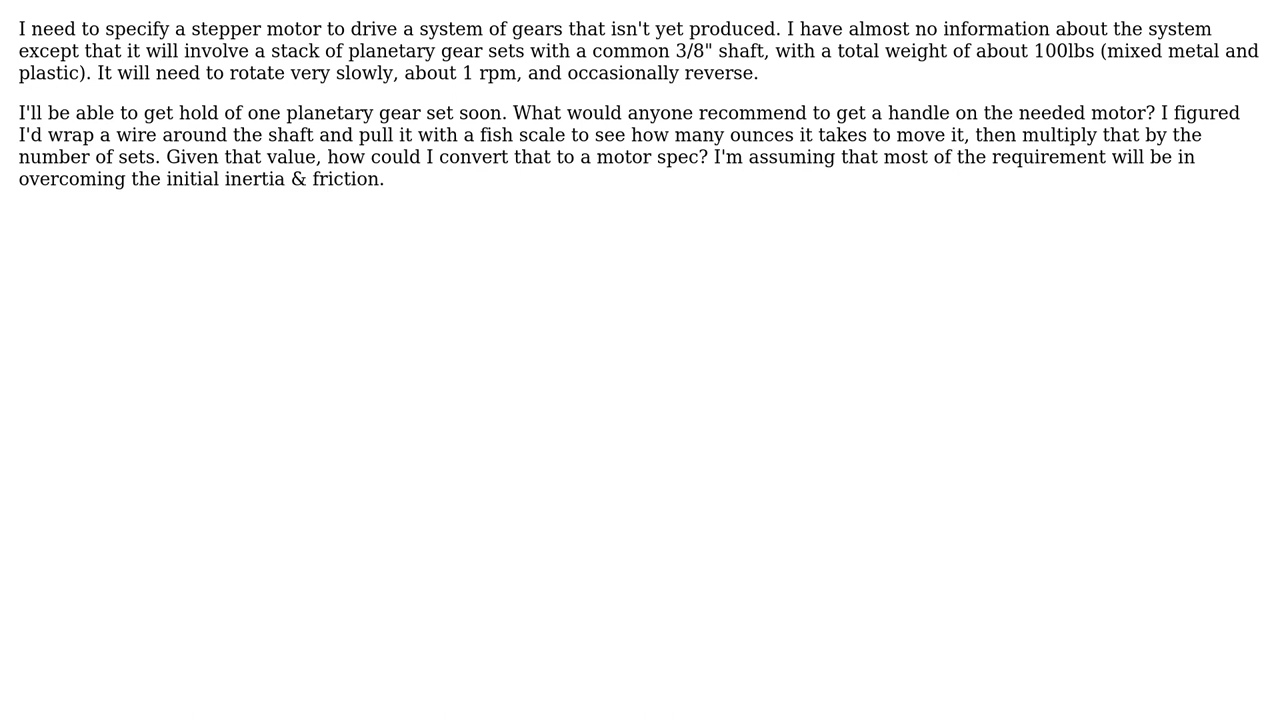 I need to specify a stepper motor to drive a system of gears that isn't yet produced. I have almost no information about the system
except that it will involve a stack of planetary gear sets with a common 3/8" shaft, with a total weight of about 100lbs (mixed metal and
plastic). It will need to rotate very slowly, about 1 rpm, and occasionally reverse.
I'll be able to get hold of one planetary gear set soon. What would anyone recommend to get a handle on the needed motor? I figured
I'd wrap a wire around the shaft and pull it with a fish scale to see how many ounces it takes to move it, then multiply that by the
number of sets. Given that value, how could I convert that to a motor spec? I'm assuming that most of the requirement will be in
overcoming the initial inertia & friction.